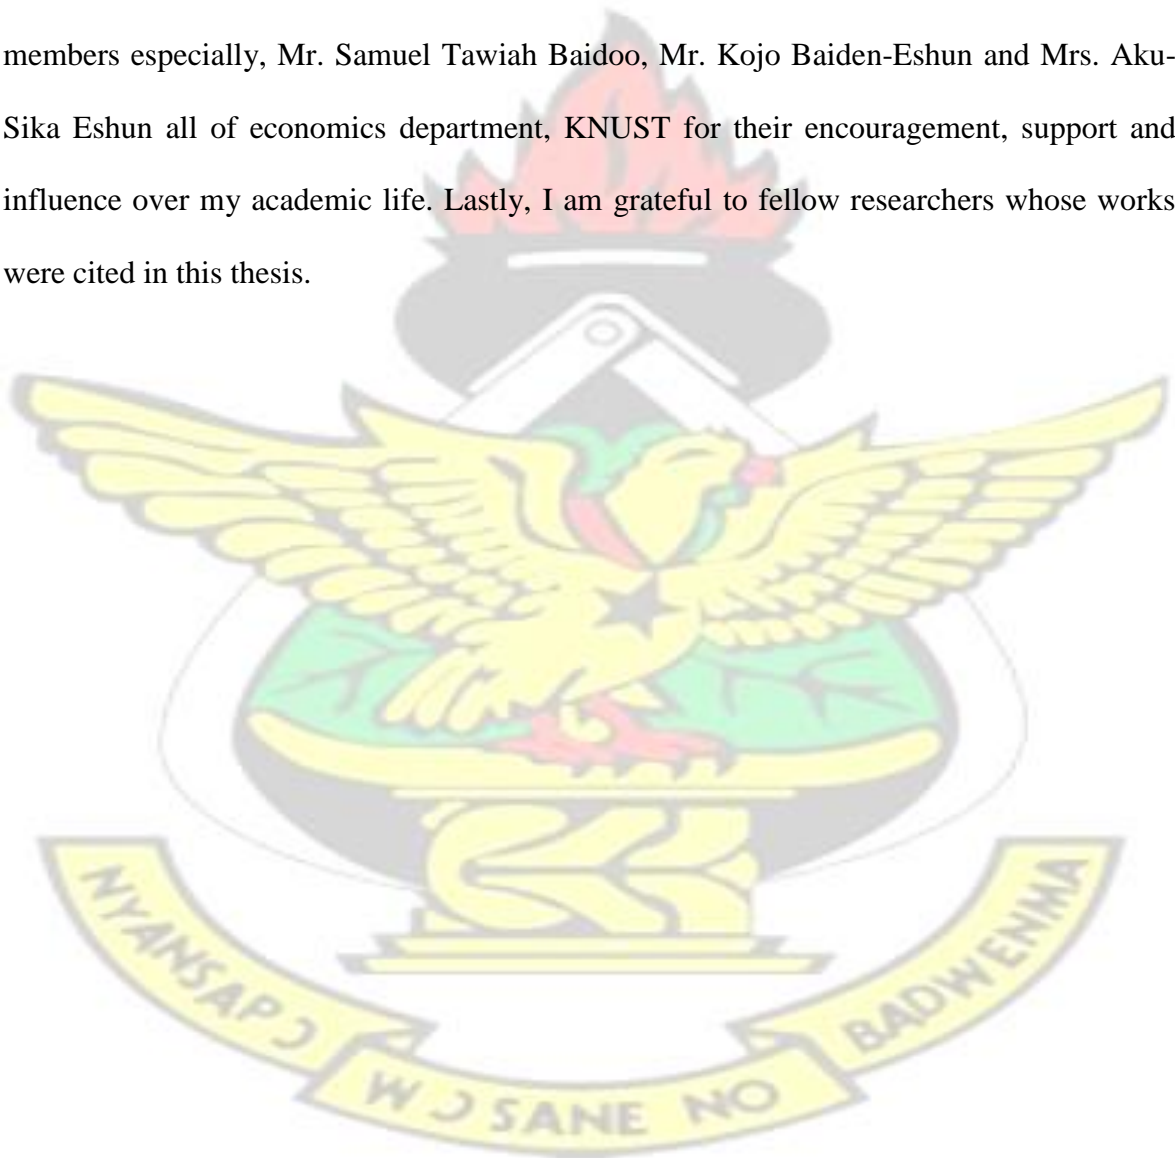 members especially, Mr. Samuel Tawiah Baidoo, Mr. Kojo Baiden-Eshun and Mrs. Aku-
Sika Eshun all of economics department, KNUST for their encouragement, support and
influence over my academic life. Lastly, I am grateful to fellow researchers whose works
were cited in this thesis.
NYANSAPƆ
WƆSANE NO
BADWENMA